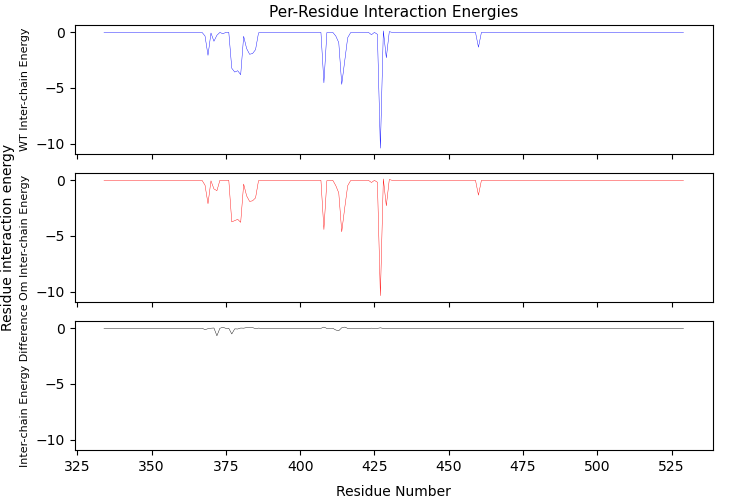 Per-Residue Interaction Energies
Residue interaction energy
WT Inter-chain Energy
0
−5
−10
Om Inter-chain Energy
0
−5
−10
Inter-chain Energy Difference
0
−5
−10
325 350 375 400 425 450 475 500 525
Residue Number